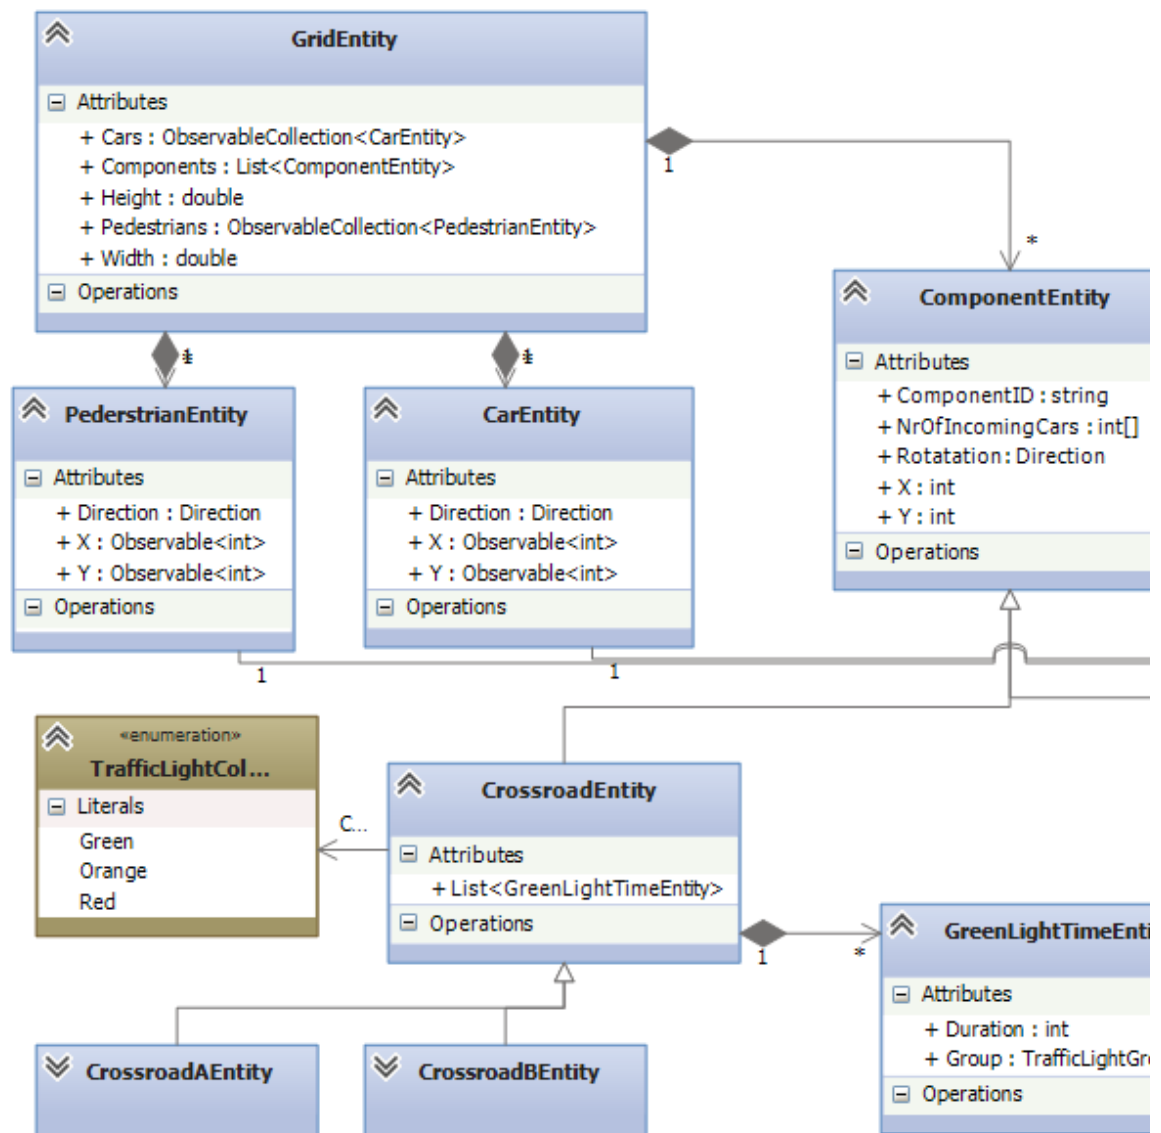 GridEntity
Attributes
+ Cars : ObservableCollection<CarEntity>
+ Components : List<ComponentEntity>
+ Height : double
+ Pedestrians : ObservableCollection<PedestrianEntity>
+ Width : double
Operations
1
*
ComponentEntity
Attributes
+ ComponentID : string
+ NrOfIncomingCars : int[]
+ Rotatation : Direction
+ X : int
+ Y : int
Operations
PederstrianEntity
Attributes
+ Direction : Direction
+ X : Observable<int>
+ Y : Observable<int>
Operations
1
CarEntity
Attributes
+ Direction : Direction
+ X : Observable<int>
+ Y : Observable<int>
Operations
1
«enumeration»
TrafficLightCol...
Literals
Green
Orange
Red
C...
CrossroadEntity
Attributes
+ List<GreenLightTimeEntity>
Operations
1
*
GreenLightTimeEnti
Attributes
+ Duration : int
+ Group : TrafficLightGr
Operations
CrossroadAEntity
CrossroadBEntity